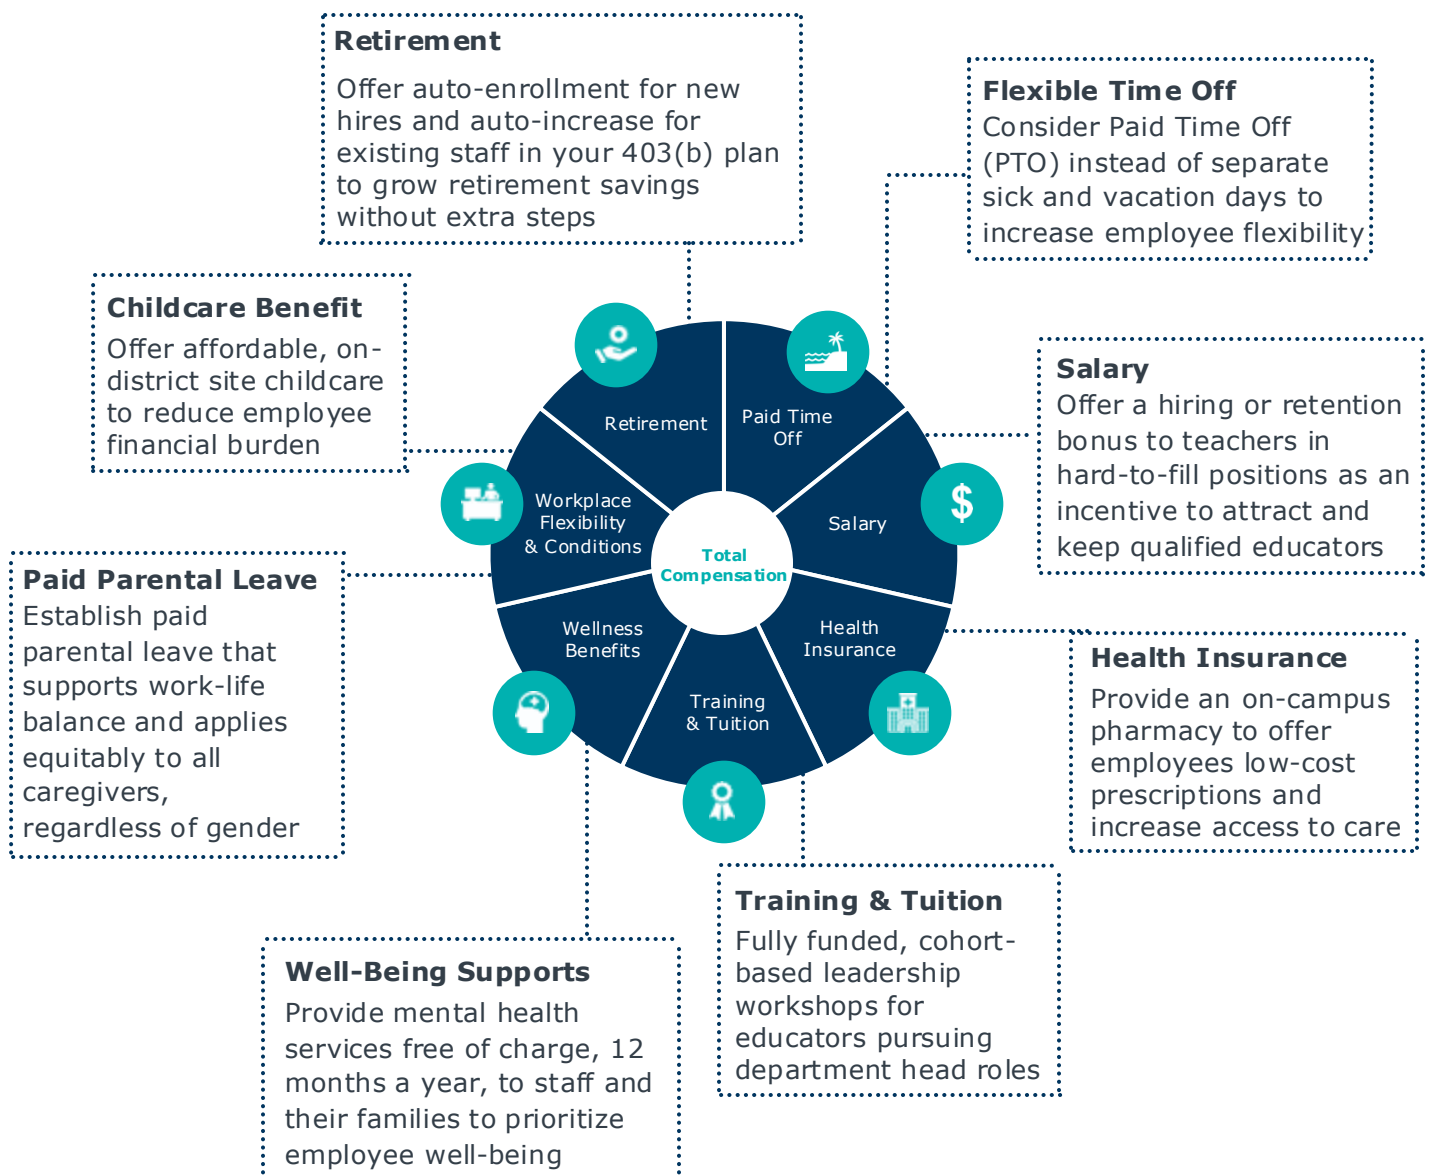 Retirement
Offer auto-enrollment for new
hires and auto-increase for
existing staff in your 403(b) plan
to grow retirement savings
without extra steps
Flexible Time Off
Consider Paid Time Off
(PTO) instead of separate
sick and vacation days to
increase employee flexibility
Childcare Benefit
Offer affordable, on-
district site childcare
to reduce employee
financial burden
Salary
Offer a hiring or retention
bonus to teachers in
hard-to-fill positions as an
incentive to attract and
keep qualified educators
Retirement
Paid Time
Off
Workplace
Flexibility
& Conditions
Salary
$
Total
Compensation
Wellness
Benefits
Health
Insurance
Training
& Tuition
Paid Parental Leave
Establish paid
parental leave that
supports work-life
balance and applies
equitably to all
caregivers,
regardless of gender
Health Insurance
Provide an on-campus
pharmacy to offer
employees low-cost
prescriptions and
increase access to care
Training & Tuition
Fully funded, cohort-
based leadership
workshops for
educators pursuing
department head roles
Well-Being Supports
Provide mental health
services free of charge, 12
months a year, to staff and
their families to prioritize
employee well-being